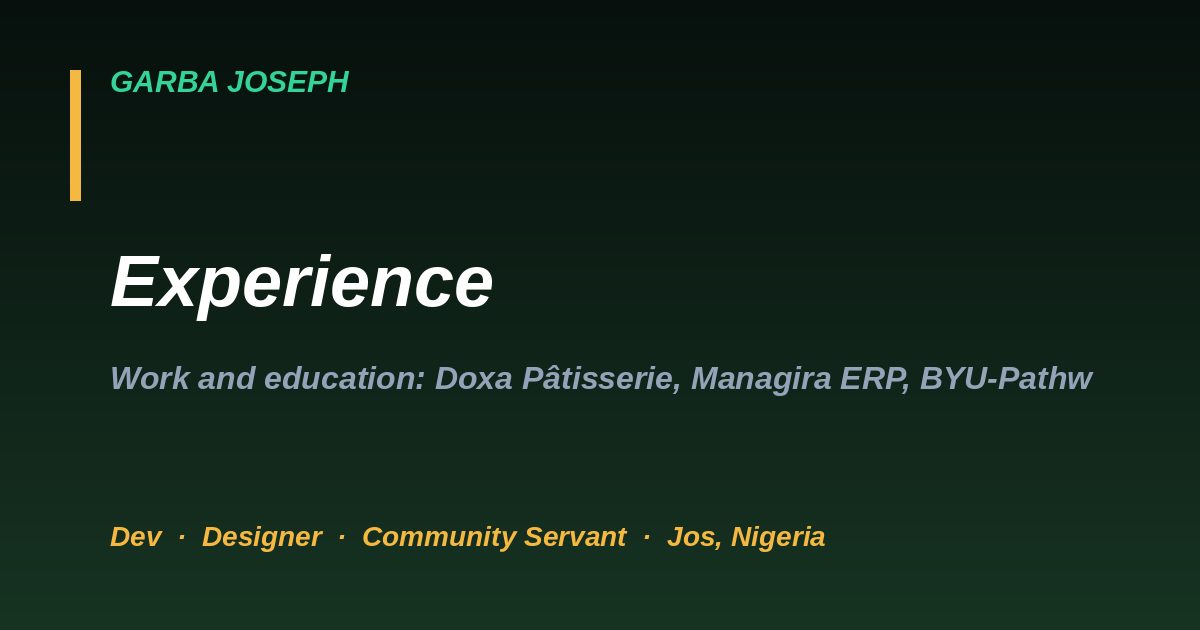 GARBA JOSEPH
Experience
Work and education: Doxa Pâtisserie, Managira ERP, BYU-Pathw
Dev · Designer · Community Servant · Jos, Nigeria